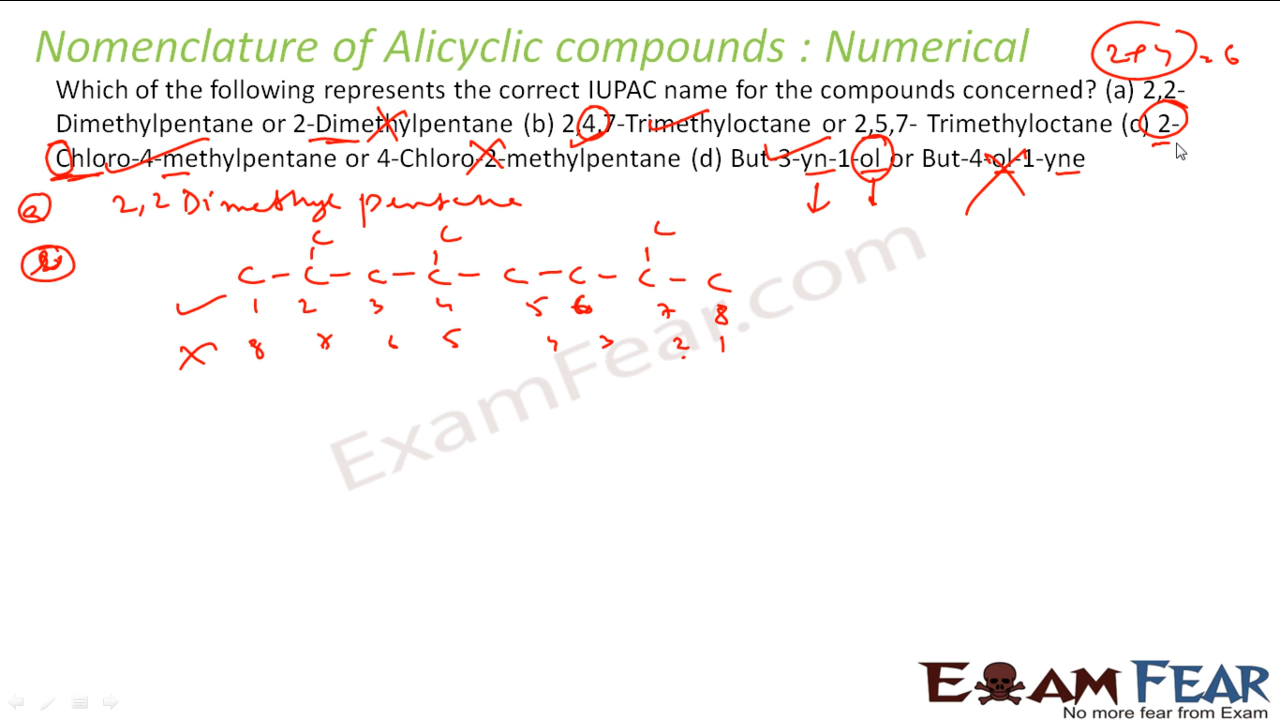 Nomenclature of Alicyclic compounds : Numerical
2+4 = 6
Which of the following represents the correct IUPAC name for the compounds concerned? (a) 2,2-
Dimethylpentane or 2-Dimethylpentane (b) 2,4,7-Trimethyloctane or 2,5,7- Trimethyloctane (c) 2-
Chloro-4-methylpentane or 4-Chloro-2-methylpentane (d) But-3-yn-1-ol or But-4-ol-1-yne
a 2,2 Dimethyl pentane
C C C
b C - C - C - C - C - C - C - C
1 2 3 4 5 6 7 8
8 7 6 5 4 3 2 1
ExamFear.com
EXAM FEAR
No more fear from Exam